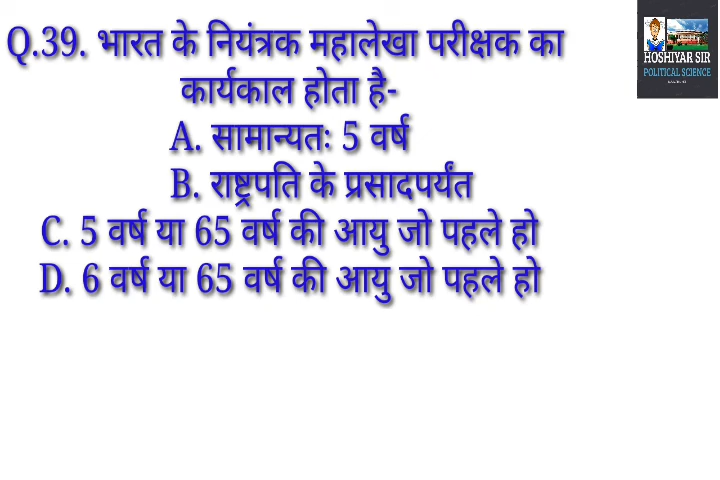 Q.39. भारत के नियंत्रक महालेखा परीक्षक का
कार्यकाल होता है-
A. सामान्यतः 5 वर्ष
B. राष्ट्रपति के प्रसादपर्यंत
C. 5 वर्ष या 65 वर्ष की आयु जो पहले हो
D. 6 वर्ष या 65 वर्ष की आयु जो पहले हो
HOSHIYAR SIR
POLITICAL SCIENCE